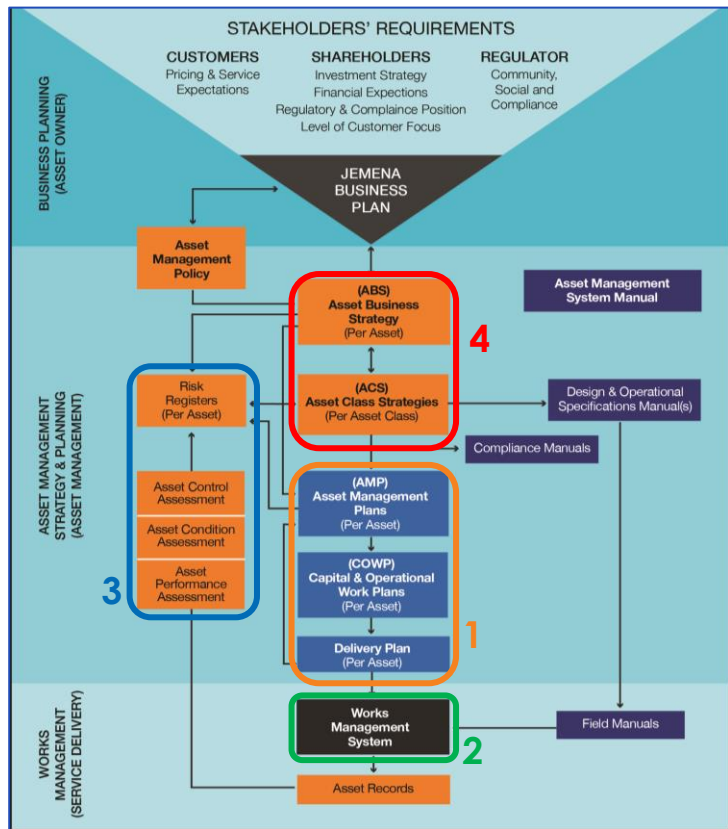 STAKEHOLDERS' REQUIREMENTS
CUSTOMERS
Pricing & Service
Expectations
SHAREHOLDERS
Investment Strategy
Financial Expections
Regulatory & Complaince Position
Level of Customer Focus
REGULATOR
Community,
Social and
Compliance
BUSINESS PLANNING
(ASSET OWNER)
JEMENA
BUSINESS
PLAN
Asset
Management
Policy
(ABS)
Asset Business
Strategy
(Per Asset)
4
Asset Management
System Manual
ASSET MANAGEMENT
STRATEGY & PLANNING
(ASSET MANAGEMENT)
Risk
Registers
(Per Asset)
(ACS)
Asset Class Strategies
(Per Asset Class)
Design & Operational
Specifications Manual(s)
Compliance Manuals
Asset Control
Assessment
Asset Condition
Assessment
Asset
Performance
Assessment
3
(AMP)
Asset Management
Plans
(Per Asset)
(COWP)
Capital & Operational
Work Plans
(Per Asset)
1
Delivery Plan
(Per Asset)
WORKS
MANAGEMENT
(SERVICE DELIVERY)
Works
Management
System
2
Field Manuals
Asset Records